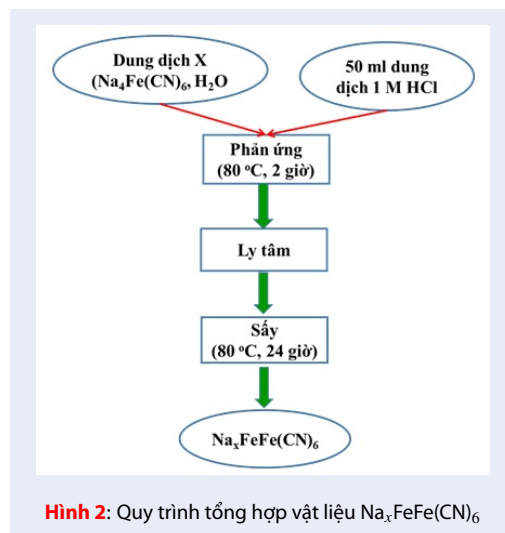 Dung dịch X
(Na₄Fe(CN)₆, H₂O
50 ml dung
dịch 1 M HCl
Phản ứng
(80 °C, 2 giờ)
Ly tâm
Sấy
(80 °C, 24 giờ)
NaₓFeFe(CN)₆
Hình 2: Quy trình tổng hợp vật liệu NaₓFeFe(CN)₆